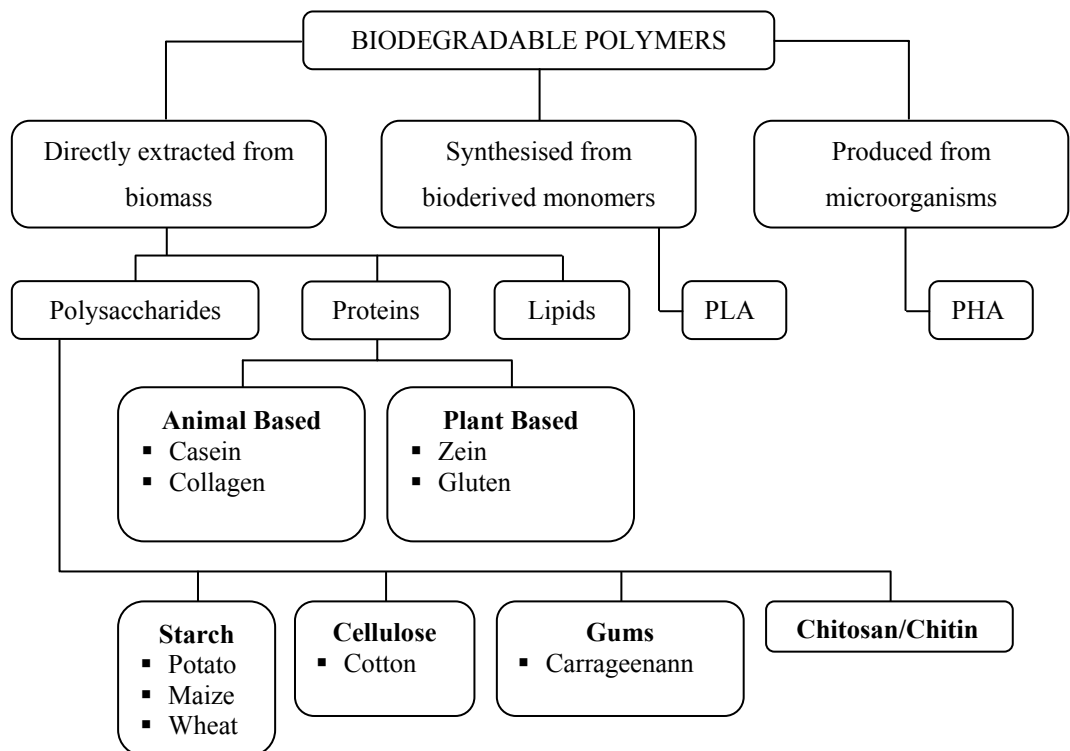 BIODEGRADABLE POLYMERS
Directly extracted from
biomass
Synthesised from
bioderived monomers
Produced from
microorganisms
Polysaccharides
Proteins
Lipids
PLA
PHA
Animal Based
▪ Casein
▪ Collagen
Plant Based
▪ Zein
▪ Gluten
Starch
▪ Potato
▪ Maize
▪ Wheat
Cellulose
▪ Cotton
Gums
▪ Carrageenann
Chitosan/Chitin